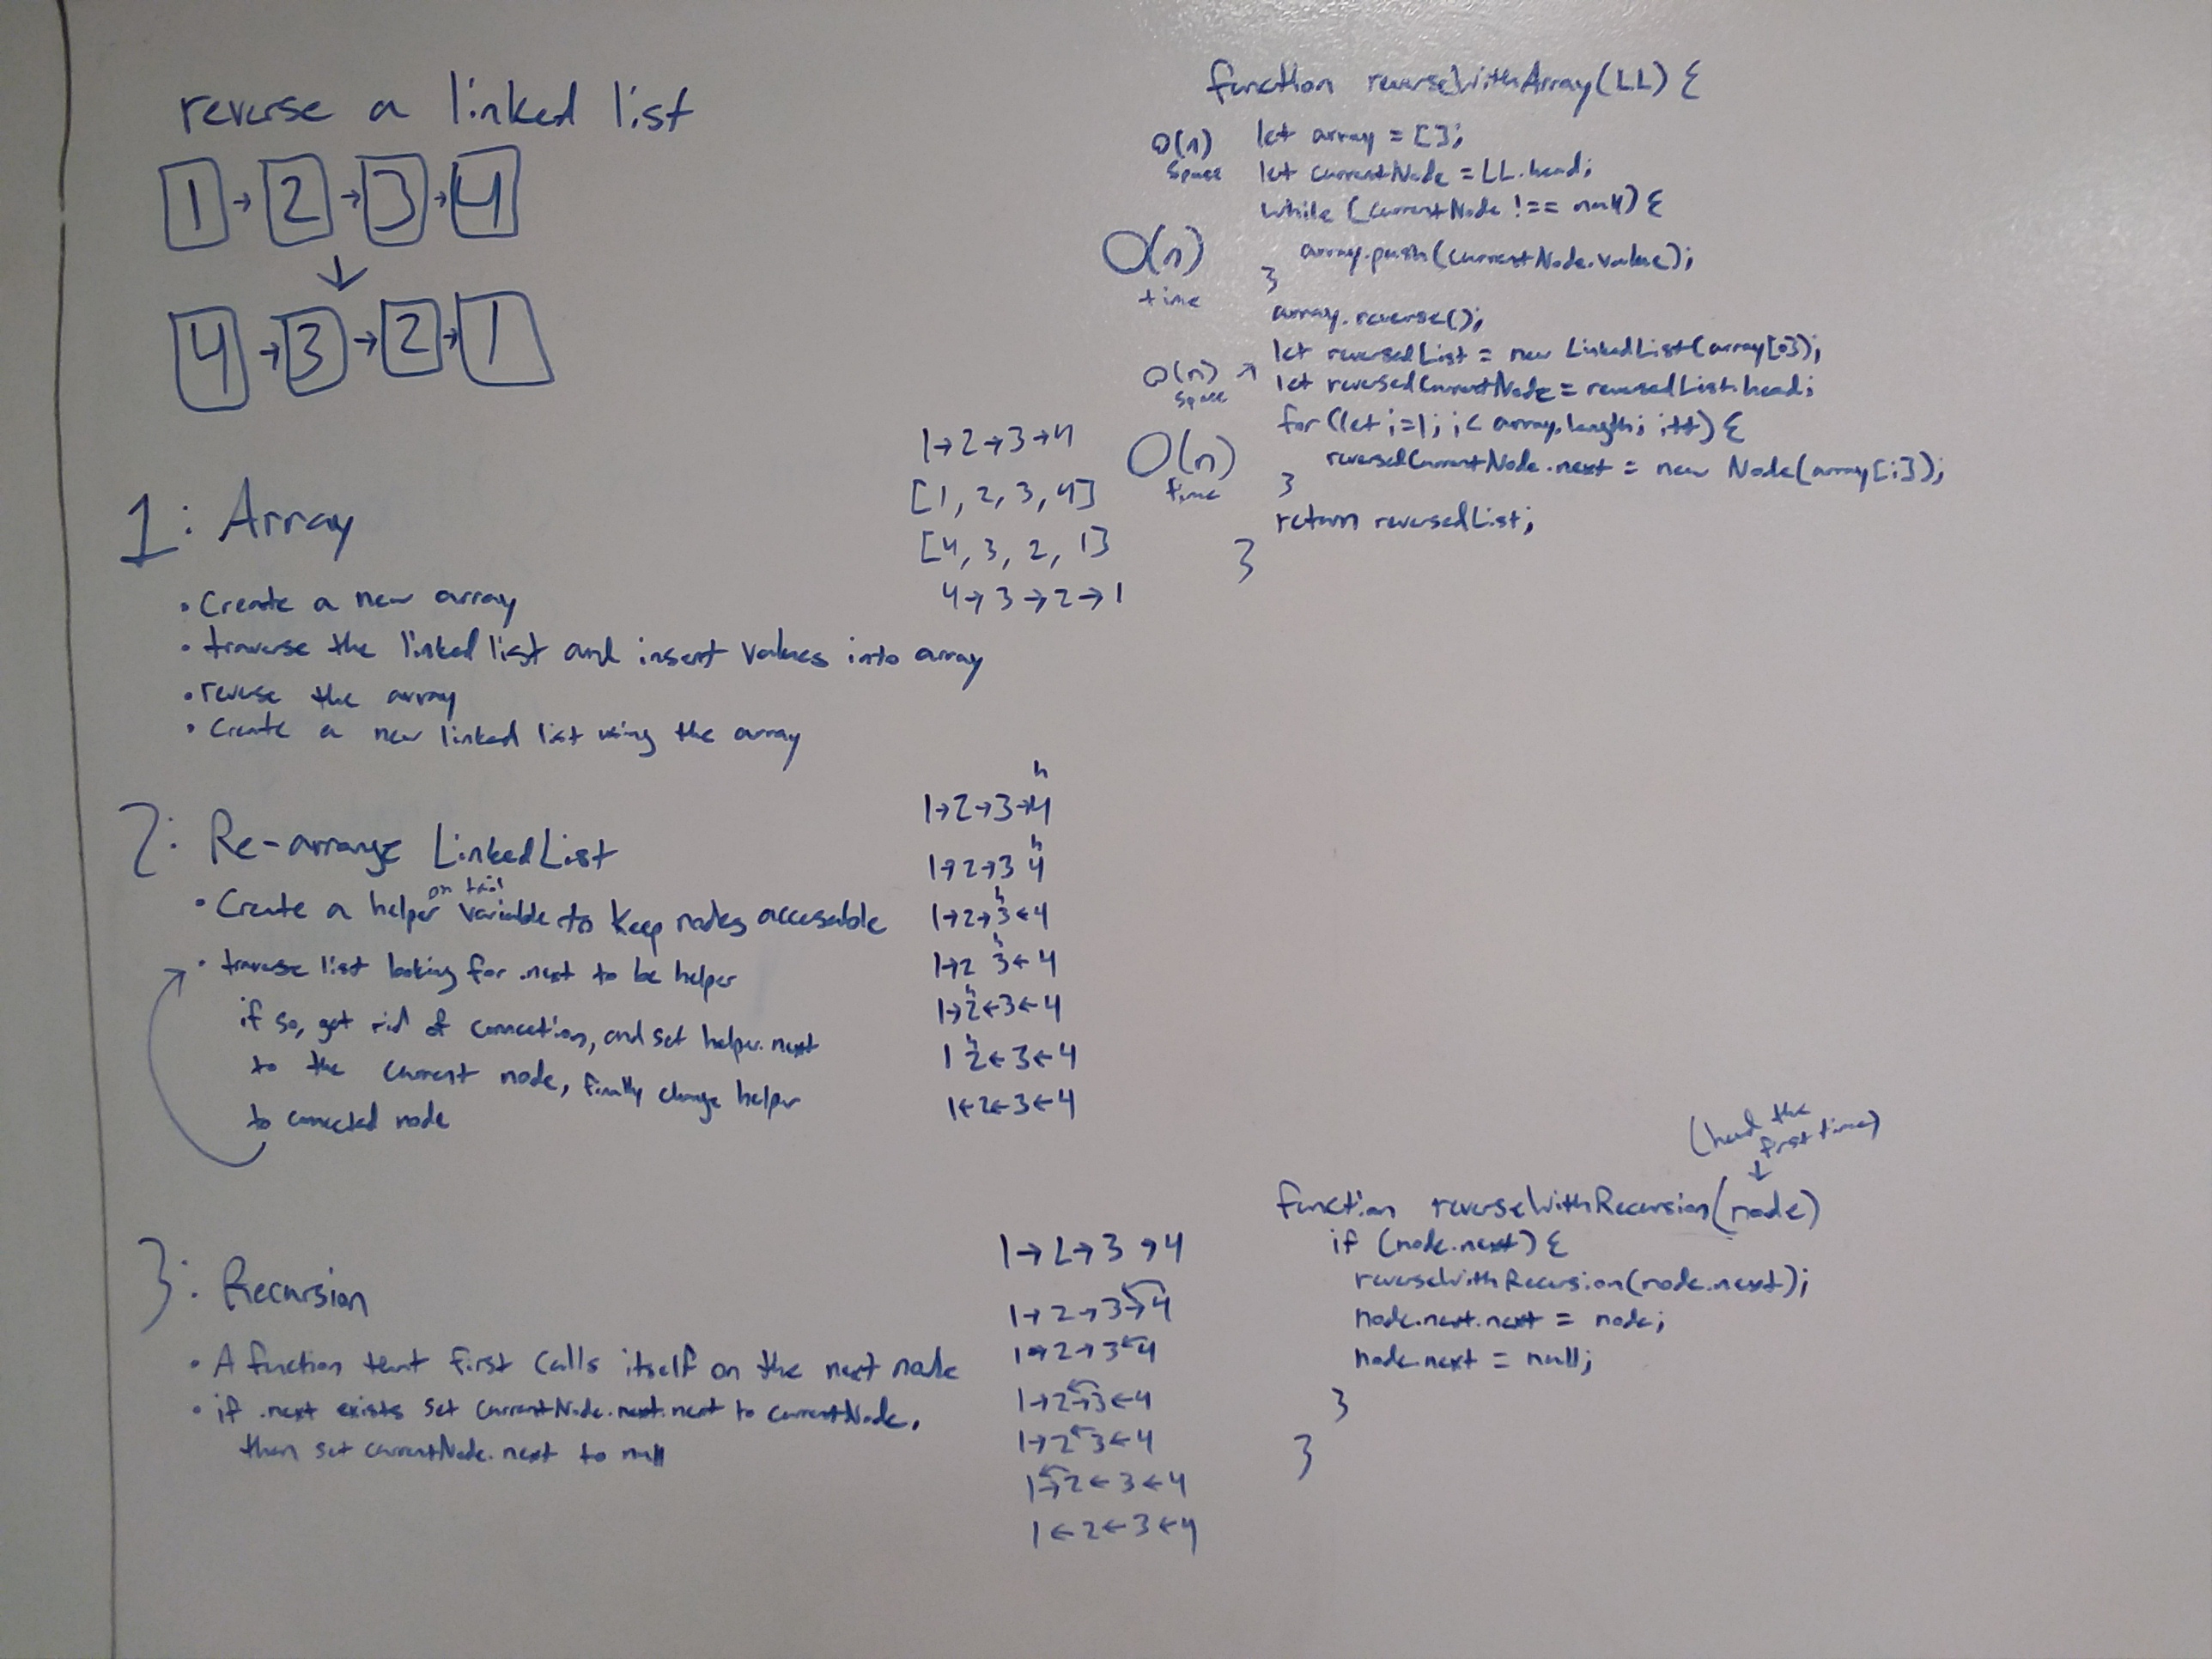 reverse a linked list
1 → 2 → 3 → 4
↓
4 → 3 → 2 → 1
1: Array
• Create a new array
• traverse the linked list and insert values into array
• reverse the array
• Create a new linked list using the array
1→2→3→4
[1, 2, 3, 4]
[4, 3, 2, 1]
4→3→2→1
function reverseWithArray(LL) {
O(n) space
let array = [];
let currentNode = LL.head;
while (currentNode !== null) {
O(n) time
array.push(currentNode.value);
}
array.reverse();
let reversedList = new LinkedList(array[0]);
O(n) space ↗
let reversedCurrentNode = reversedList.head;
for (let i=1; i< array.length; i++) {
O(n) time
reversedCurrentNode.next = new Node(array[i]);
}
return reversedList;
}
2: Re-arrange LinkedList
• Create a helper on tail variable to keep nodes accesable
• traverse list looking for .next to be helper
if so, get rid of connection, and set helper.next
to the current node, finally change helper
to connected node
h
1→2→3→4
h
1→2→3 4
h
1→2→3←4
h
1→2 3←4
h
1→2←3←4
h
1 2←3←4
1←2←3←4
3: Recursion
• A function that first calls itself on the next node
• if .next exists set currentNode.next.next to currentNode,
then set currentNode.next to null
1→2→3→4
1→2→3→4
1→2→3←4
1→2→3←4
1→2←3←4
1→2←3←4
1←2←3←4
(head the
first time)
↓
function reverseWithRecursion(node)
if (node.next) {
reverseWithRecursion(node.next);
node.next.next = node;
node.next = null;
}
}